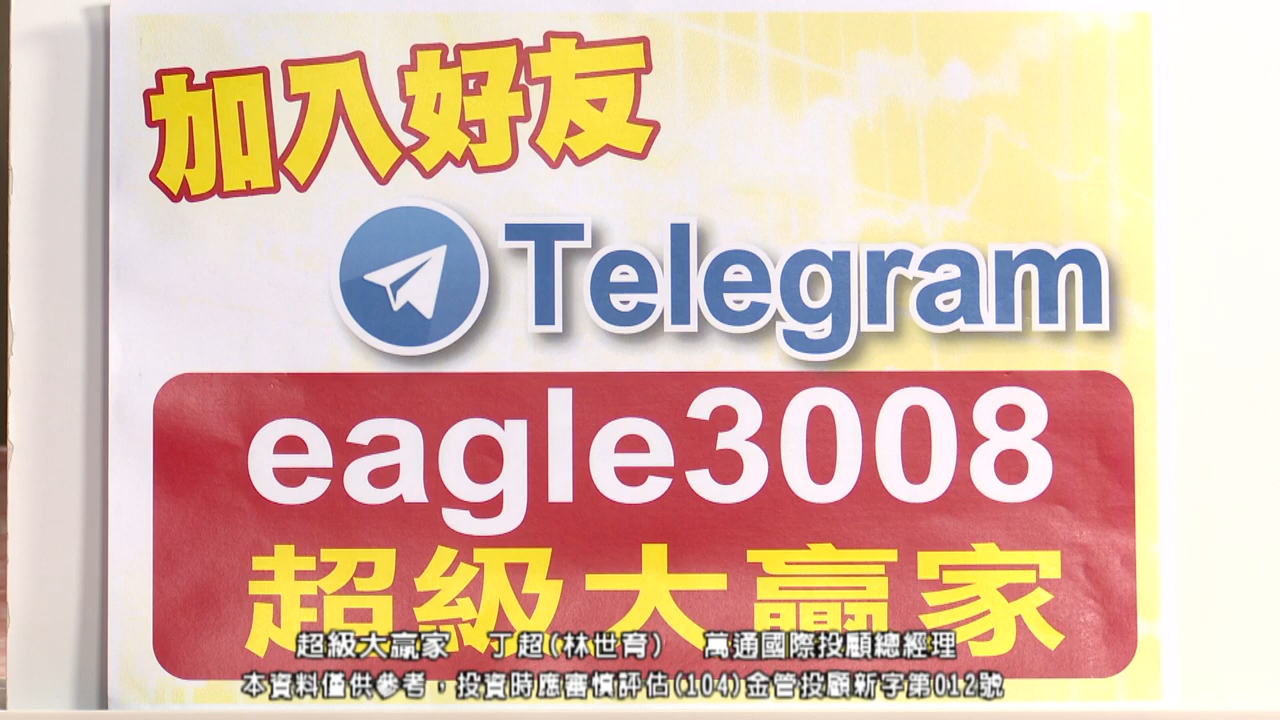 加入好友
Telegram
eagle3008
超級大贏家
超級大贏家 丁超(林世育) 萬通國際投顧總經理
本資料僅供參考，投資時應審慎評估(104)金管投顧新字第012號